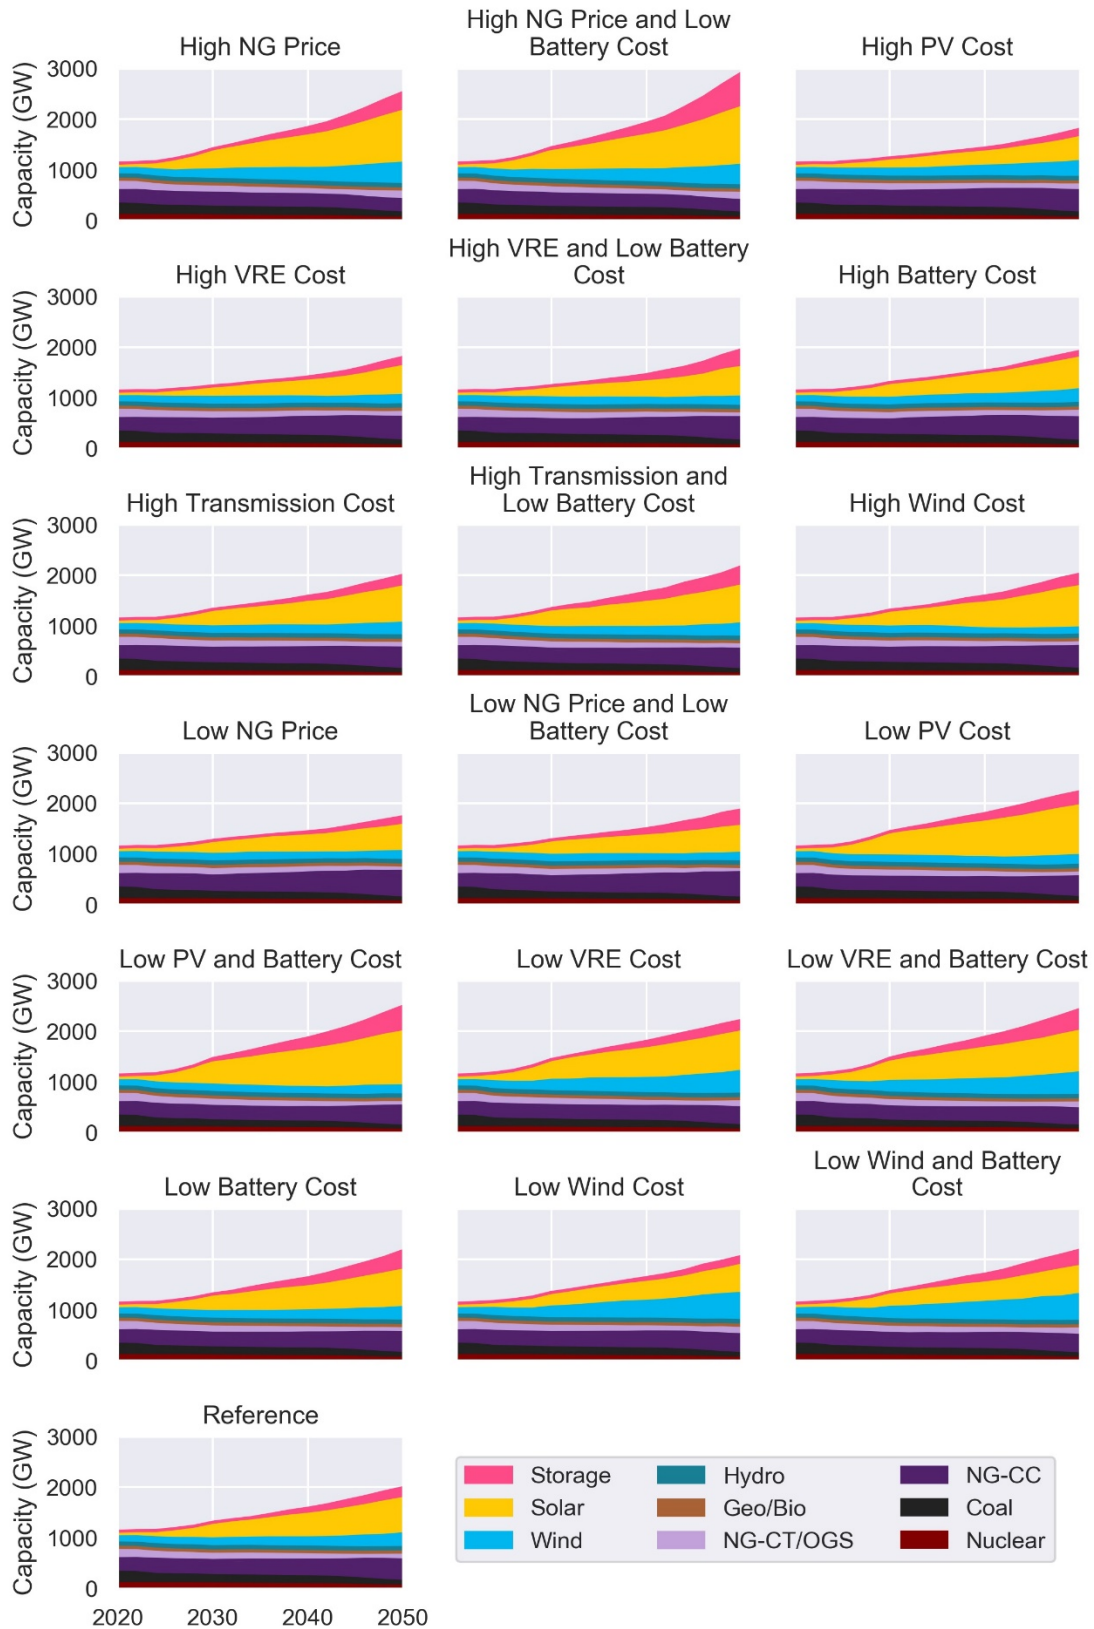 High NG Price
High NG Price and Low
Battery Cost
High PV Cost
Capacity (GW)
3000
2000
1000
0
High VRE Cost
High VRE and Low Battery
Cost
High Battery Cost
Capacity (GW)
3000
2000
1000
0
High Transmission Cost
High Transmission and
Low Battery Cost
High Wind Cost
Capacity (GW)
3000
2000
1000
0
Low NG Price
Low NG Price and Low
Battery Cost
Low PV Cost
Capacity (GW)
3000
2000
1000
0
Low PV and Battery Cost
Low VRE Cost
Low VRE and Battery Cost
Capacity (GW)
3000
2000
1000
0
Low Battery Cost
Low Wind Cost
Low Wind and Battery
Cost
Capacity (GW)
3000
2000
1000
0
Reference
Capacity (GW)
3000
2000
1000
0
2020 2030 2040 2050
Storage Hydro NG-CC
Solar Geo/Bio Coal
Wind NG-CT/OGS Nuclear